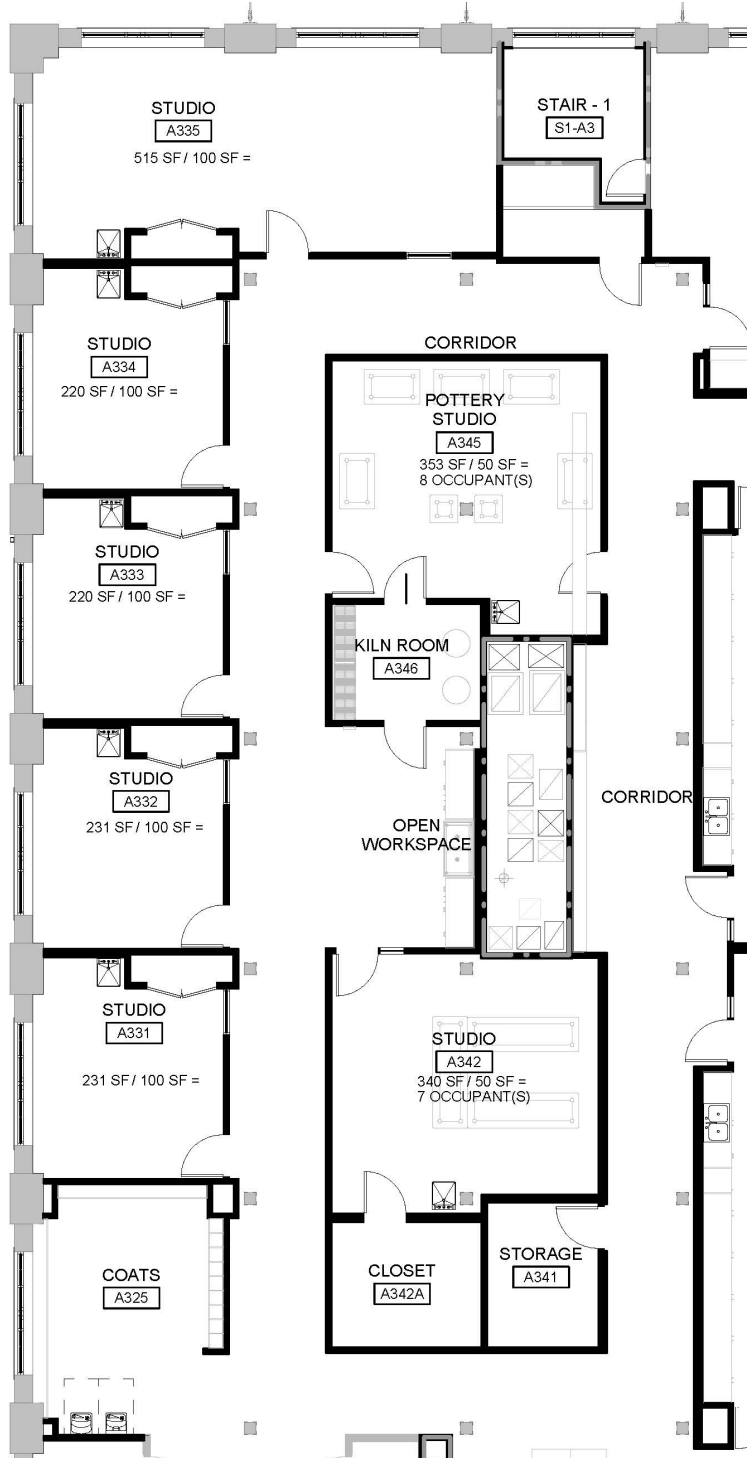 STUDIO
A335
515 SF / 100 SF =
STAIR - 1
S1-A3
STUDIO
A334
220 SF / 100 SF =
CORRIDOR
POTTERY
STUDIO
A345
353 SF / 50 SF =
8 OCCUPANT(S)
STUDIO
A333
220 SF / 100 SF =
KILN ROOM
A346
STUDIO
A332
231 SF / 100 SF =
OPEN
WORKSPACE
CORRIDOR
STUDIO
A331
231 SF / 100 SF =
STUDIO
A342
340 SF / 50 SF =
7 OCCUPANT(S)
COATS
A325
CLOSET
A342A
STORAGE
A341